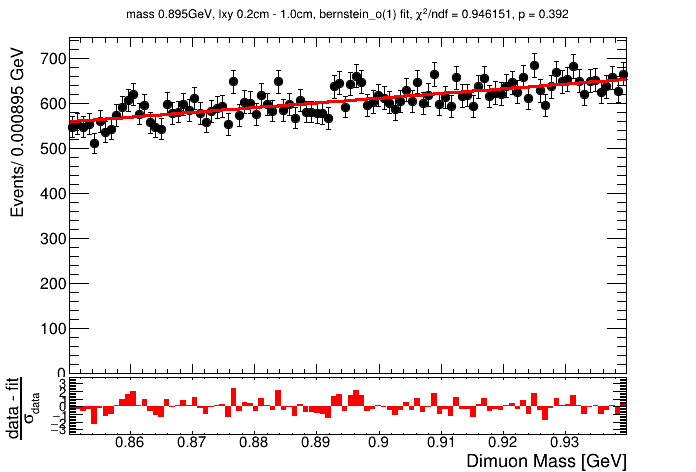 mass 0.895GeV, lxy 0.2cm - 1.0cm, bernstein_o(1) fit, χ²/ndf = 0.946151, p = 0.392
Events/ 0.000895 GeV
700
600
500
400
300
200
100
0
data - fit
σdata
3
2
1
0
−1
−2
−3
0.86 0.87 0.88 0.89 0.9 0.91 0.92 0.93
Dimuon Mass [GeV]